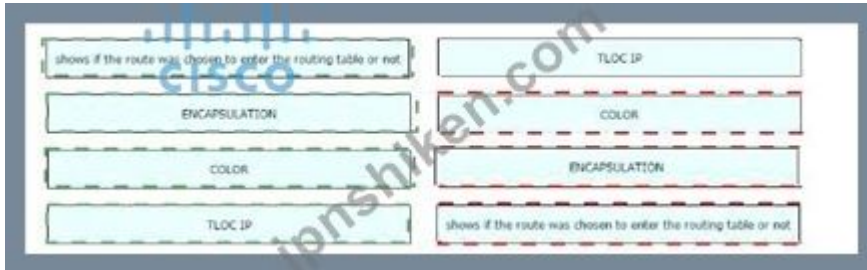 shows if the route was chosen to enter the routing table or not
TLOC IP
CISCO
ENCAPSULATION
COLOR
COLOR
ENCAPSULATION
TLOC IP
shows if the route was chosen to enter the routing table or not
jpnshiken.com